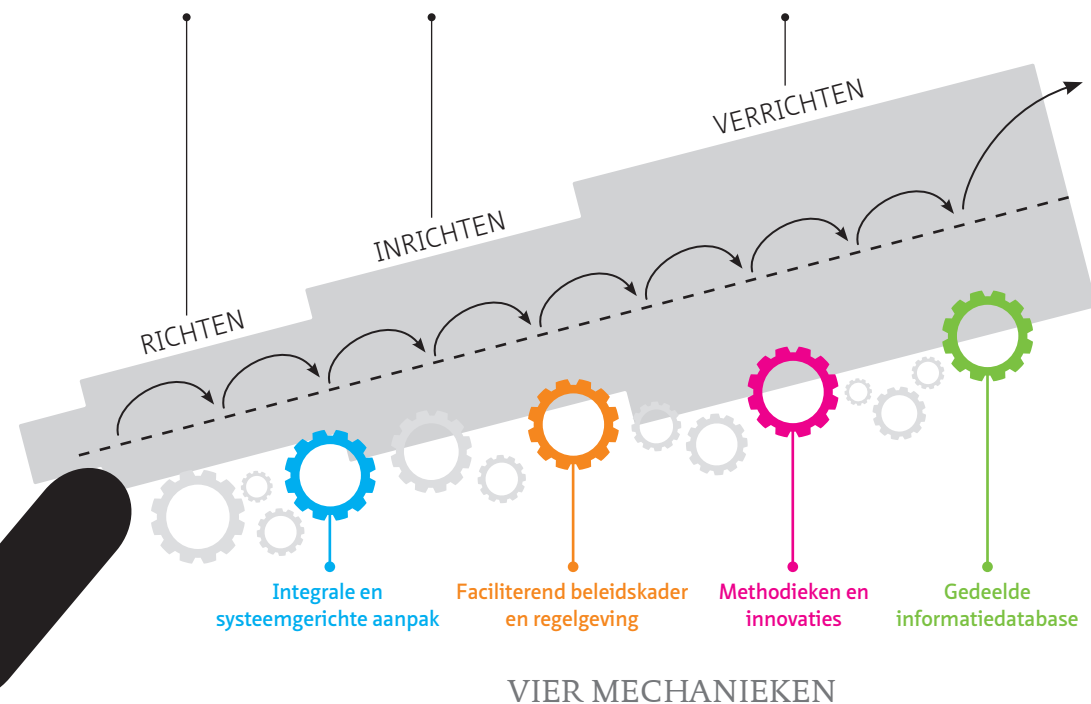 VERRICHTEN
INRICHTEN
RICHTEN
Integrale en
systeemgerichte aanpak
Faciliterend beleidskader
en regelgeving
Methodieken en
innovaties
Gedeelde
informatiedatabase
VIER MECHANIEKEN